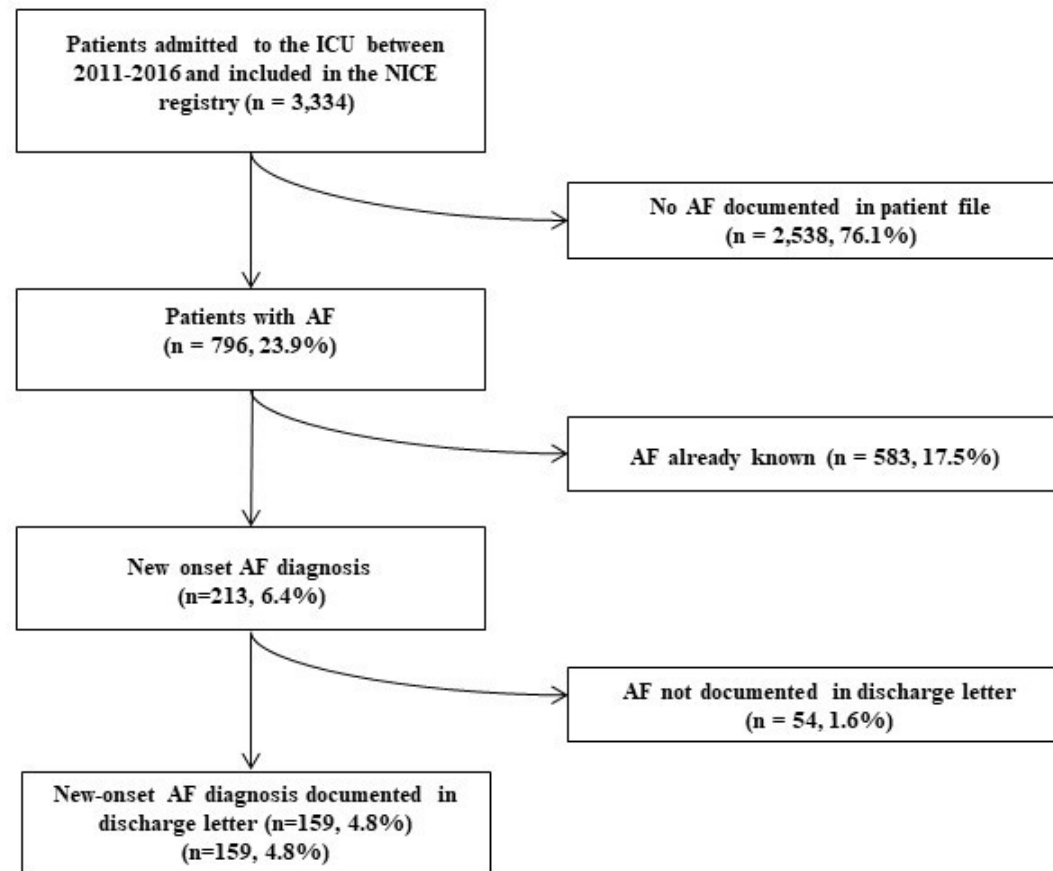 Patients admitted to the ICU between
2011-2016 and included in the NICE
registry (n = 3,334)
No AF documented in patient file
(n = 2,538, 76.1%)
Patients with AF
(n = 796, 23.9%)
AF already known (n = 583, 17.5%)
New onset AF diagnosis
(n=213, 6.4%)
AF not documented in discharge letter
(n = 54, 1.6%)
New-onset AF diagnosis documented in
discharge letter (n=159, 4.8%)
(n=159, 4.8%)